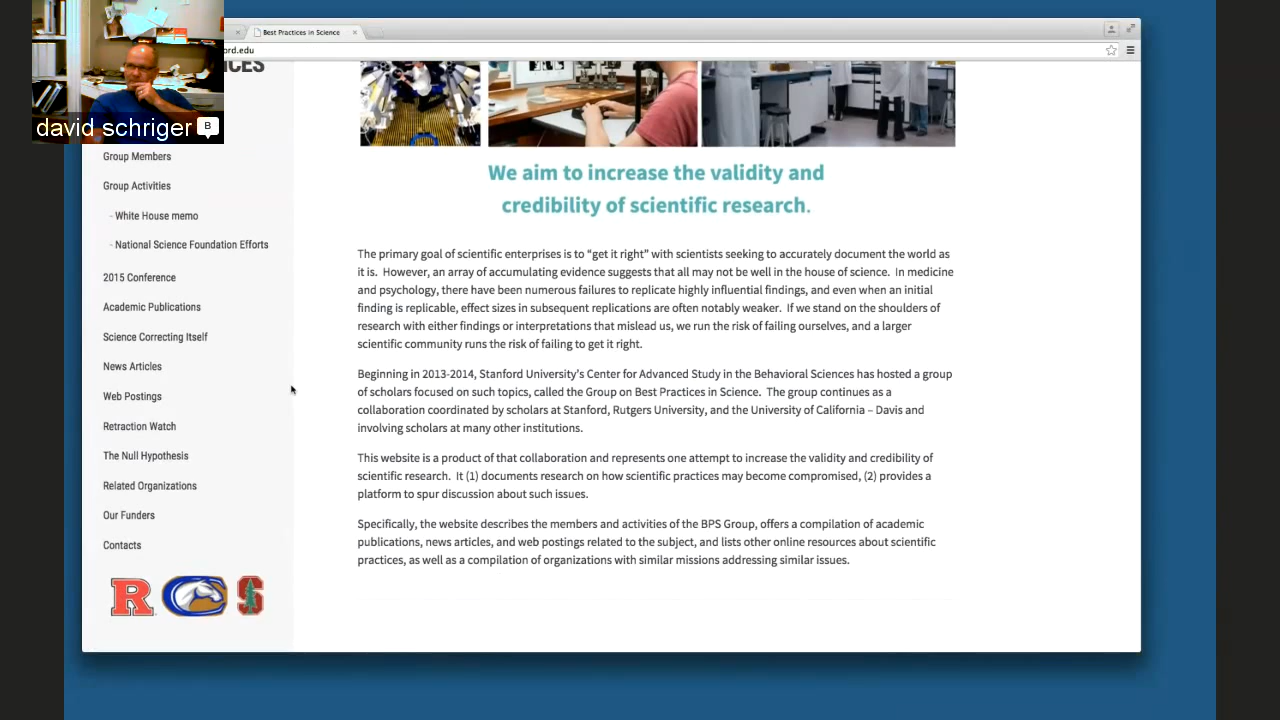 Best Practices in Science
ord.edu
david schriger B
Group Members
Group Activities
- White House memo
- National Science Foundation Efforts
2015 Conference
Academic Publications
Science Correcting Itself
News Articles
Web Postings
Retraction Watch
The Null Hypothesis
Related Organizations
Our Funders
Contacts
R C S
We aim to increase the validity and
credibility of scientific research.
The primary goal of scientific enterprises is to “get it right” with scientists seeking to accurately document the world as
it is. However, an array of accumulating evidence suggests that all may not be well in the house of science. In medicine
and psychology, there have been numerous failures to replicate highly influential findings, and even when an initial
finding is replicable, effect sizes in subsequent replications are often notably weaker. If we stand on the shoulders of
research with either findings or interpretations that mislead us, we run the risk of failing ourselves, and a larger
scientific community runs the risk of failing to get it right.
Beginning in 2013-2014, Stanford University’s Center for Advanced Study in the Behavioral Sciences has hosted a group
of scholars focused on such topics, called the Group on Best Practices in Science. The group continues as a
collaboration coordinated by scholars at Stanford, Rutgers University, and the University of California – Davis and
involving scholars at many other institutions.
This website is a product of that collaboration and represents one attempt to increase the validity and credibility of
scientific research. It (1) documents research on how scientific practices may become compromised, (2) provides a
platform to spur discussion about such issues.
Specifically, the website describes the members and activities of the BPS Group, offers a compilation of academic
publications, news articles, and web postings related to the subject, and lists other online resources about scientific
practices, as well as a compilation of organizations with similar missions addressing similar issues.